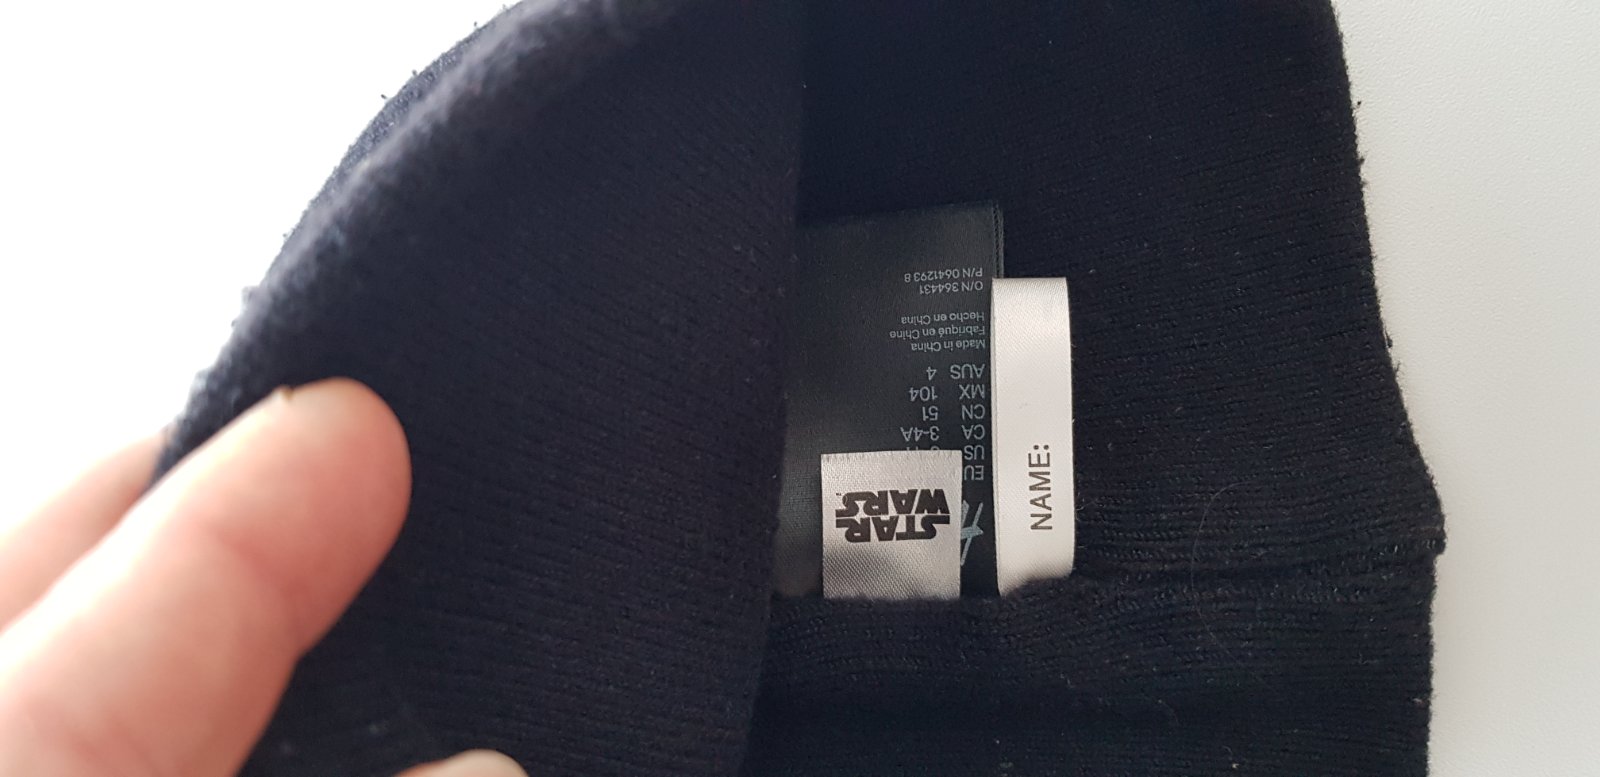 STAR
WARS
NAME:
EU
US
CA 3-4A
CN 51
MX 104
AUS 4
Made in China
Fabriqué en Chine
Hecho en China
O/N 364431
P/N 0641293 8